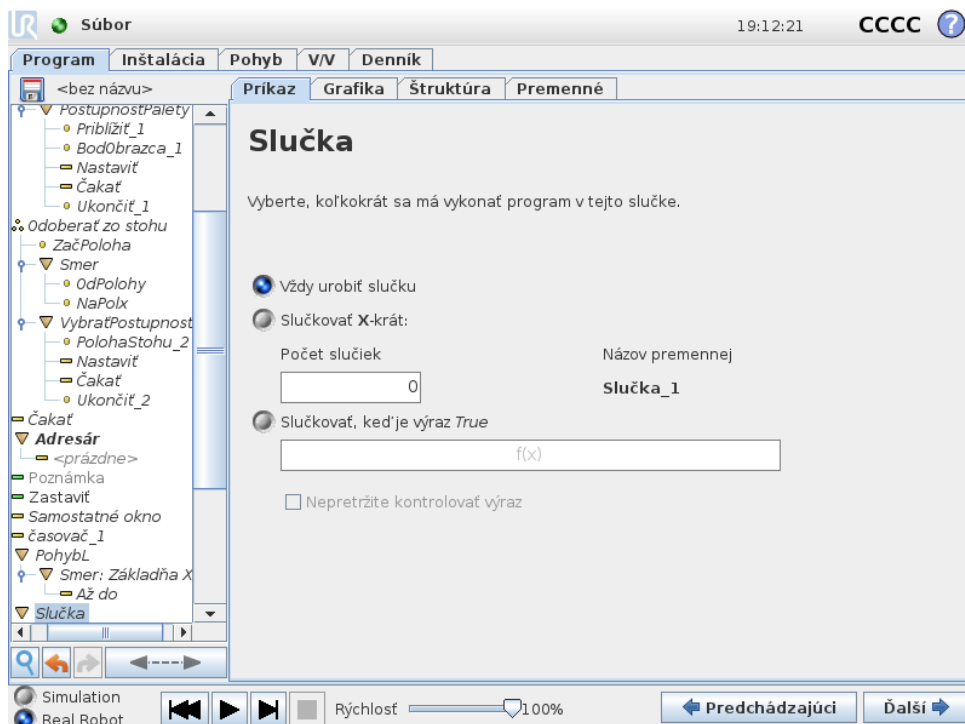 UR Súbor 19:12:21 CCCC ?
Program Inštalácia Pohyb V/V Denník
<bez názvu> Príkaz Grafika Štruktúra Premenné
PostupnostPalety
Priblížiť_1
BodObrazca_1
Nastaviť
Čakať
Ukončiť_1
Odoberať zo stohu
ZačPoloha
Smer
OdPolohy
NaPolx
VybraťPostupnost
PolohaStohu_2
Nastaviť
Čakať
Ukončiť_2
Čakať
Adresár
<prázdne>
Poznámka
Zastaviť
Samostatné okno
časovač_1
PohybL
Smer: Základňa X
Až do
Slučka
Slučka
Vyberte, koľkokrát sa má vykonať program v tejto slučke.
Vždy urobiť slučku
Slučkovať X-krát:
Počet slučiek Názov premennej
0 Slučka_1
Slučkovať, keď je výraz True
f(x)
Nepretržite kontrolovať výraz
Simulation
Real Robot
Rýchlosť 100%
Predchádzajúci Ďalší